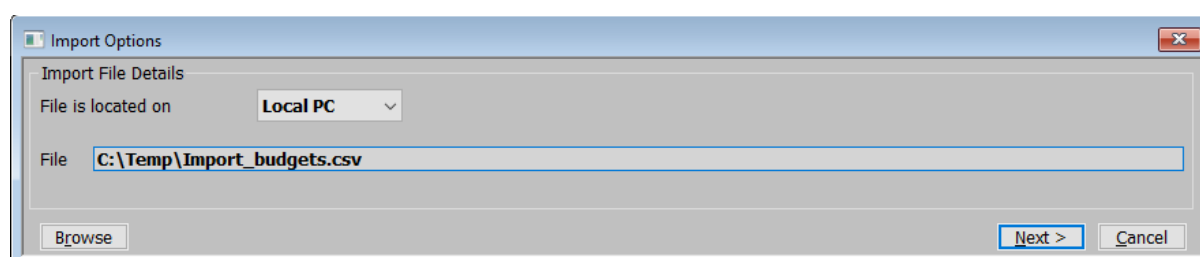 Import Options
Import File Details
File is located on Local PC
File C:\Temp\Import_budgets.csv
Browse Next > Cancel